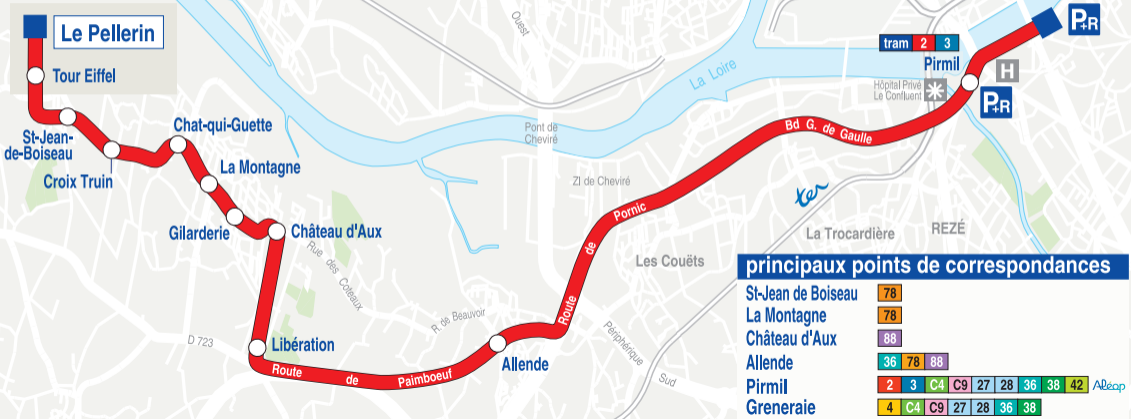 Le Pellerin
Tour Eiffel
St-Jean-
de-Boiseau
Croix Truin
Chat-qui-Guette
La Montagne
Gilarderie
Château d'Aux
Rue des Coteaux
D 723
Libération
Route de Paimboeuf
R. de Beauvoir
Allende
Route de Pornic
Périphérique Sud
Les Couëts
ZI de Cheviré
Pont de
Cheviré
Ouest
La Loire
Bd G. de Gaulle
ter
La Trocardière
REZÉ
tram 2 3
Pirmil
Hôpital Privé
Le Confluent
H
P+R
P+R
principaux points de correspondances
St-Jean de Boiseau 78
La Montagne 78
Château d'Aux 88
Allende 36 78 88
Pirmil 2 3 C4 C9 27 28 36 38 42 Aléop
Greneraie 4 C4 C9 27 28 36 38